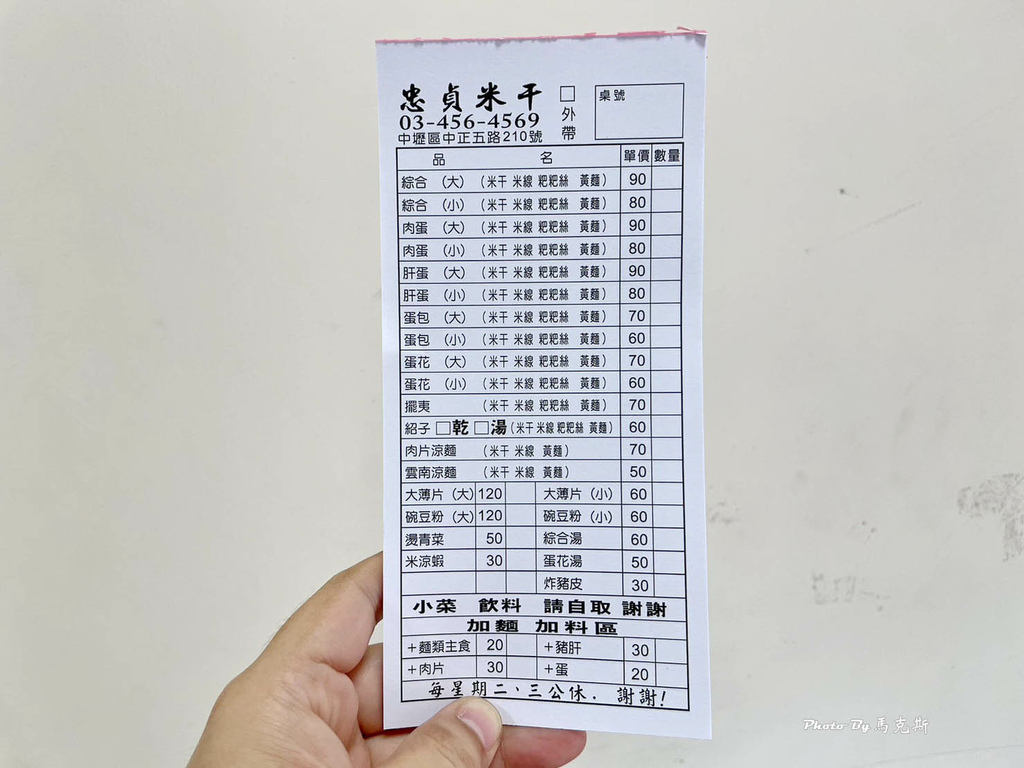 忠貞米干
□外帶
桌號
03-456-4569
中壢區中正五路210號
品名 單價 數量
綜合 (大) (米干 米線 粑粑絲 黃麵) 90
綜合 (小) (米干 米線 粑粑絲 黃麵) 80
肉蛋 (大) (米干 米線 粑粑絲 黃麵) 90
肉蛋 (小) (米干 米線 粑粑絲 黃麵) 80
肝蛋 (大) (米干 米線 粑粑絲 黃麵) 90
肝蛋 (小) (米干 米線 粑粑絲 黃麵) 80
蛋包 (大) (米干 米線 粑粑絲 黃麵) 70
蛋包 (小) (米干 米線 粑粑絲 黃麵) 60
蛋花 (大) (米干 米線 粑粑絲 黃麵) 70
蛋花 (小) (米干 米線 粑粑絲 黃麵) 60
擺夷 (米干 米線 粑粑絲 黃麵) 70
紹子 □乾 □湯 (米干 米線 粑粑絲 黃麵) 60
肉片涼麵 (米干 米線 黃麵) 70
雲南涼麵 (米干 米線 黃麵) 50
大薄片 (大) 120 大薄片 (小) 60
碗豆粉 (大) 120 碗豆粉 (小) 60
燙青菜 50 綜合湯 60
米涼蝦 30 蛋花湯 50
炸豬皮 30
小菜 飲料 請自取 謝謝
加麵 加料區
+麵類主食 20 +豬肝 30
+肉片 30 +蛋 20
每星期二、三公休. 謝謝!
Photo By 馬克斯